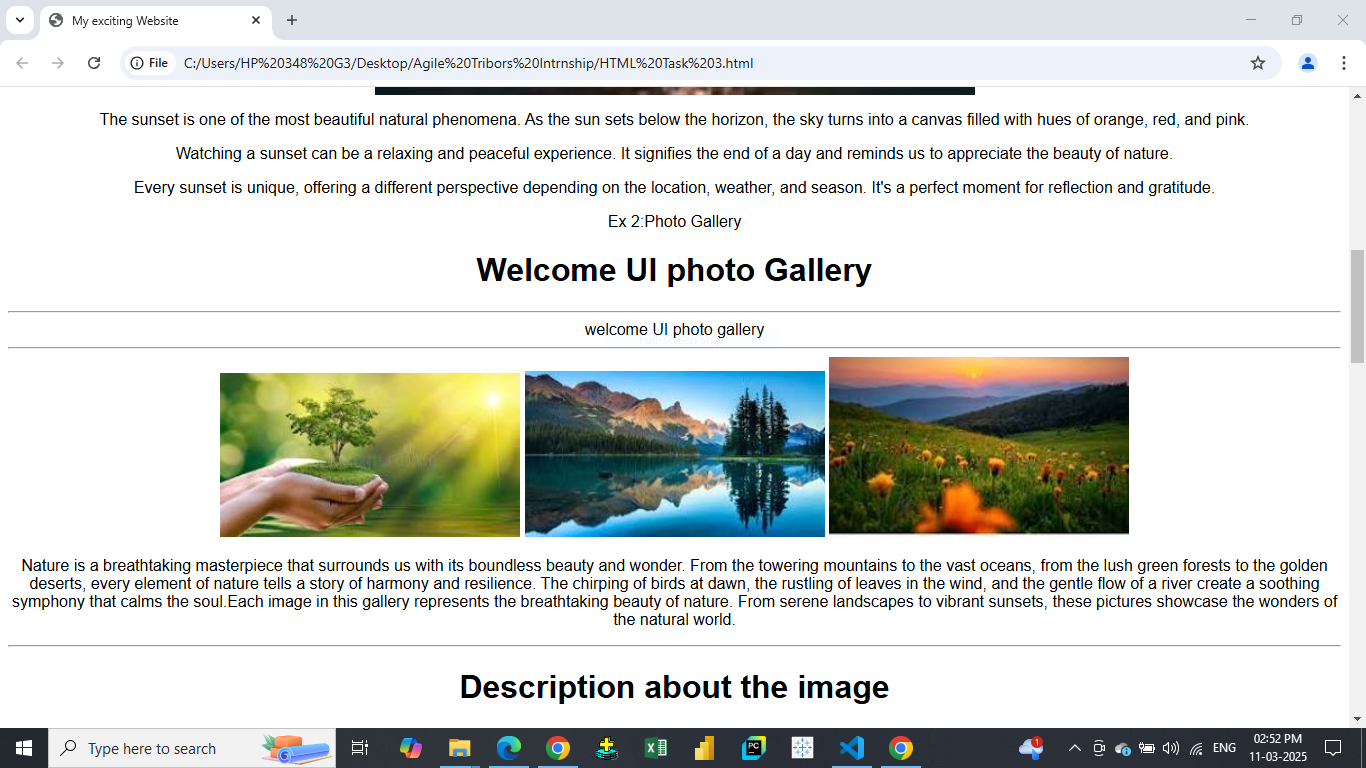 My exciting Website
File
C:/Users/HP%20348%20G3/Desktop/Agile%20Tribors%20Intrnship/HTML%20Task%203.html
The sunset is one of the most beautiful natural phenomena. As the sun sets below the horizon, the sky turns into a canvas filled with hues of orange, red, and pink.
Watching a sunset can be a relaxing and peaceful experience. It signifies the end of a day and reminds us to appreciate the beauty of nature.
Every sunset is unique, offering a different perspective depending on the location, weather, and season. It's a perfect moment for reflection and gratitude.
Ex 2:Photo Gallery
Welcome UI photo Gallery
welcome UI photo gallery
Nature is a breathtaking masterpiece that surrounds us with its boundless beauty and wonder. From the towering mountains to the vast oceans, from the lush green forests to the golden
deserts, every element of nature tells a story of harmony and resilience. The chirping of birds at dawn, the rustling of leaves in the wind, and the gentle flow of a river create a soothing
symphony that calms the soul.Each image in this gallery represents the breathtaking beauty of nature. From serene landscapes to vibrant sunsets, these pictures showcase the wonders of
the natural world.
Description about the image
Type here to search
PC
1
ENG
02:52 PM
11-03-2025